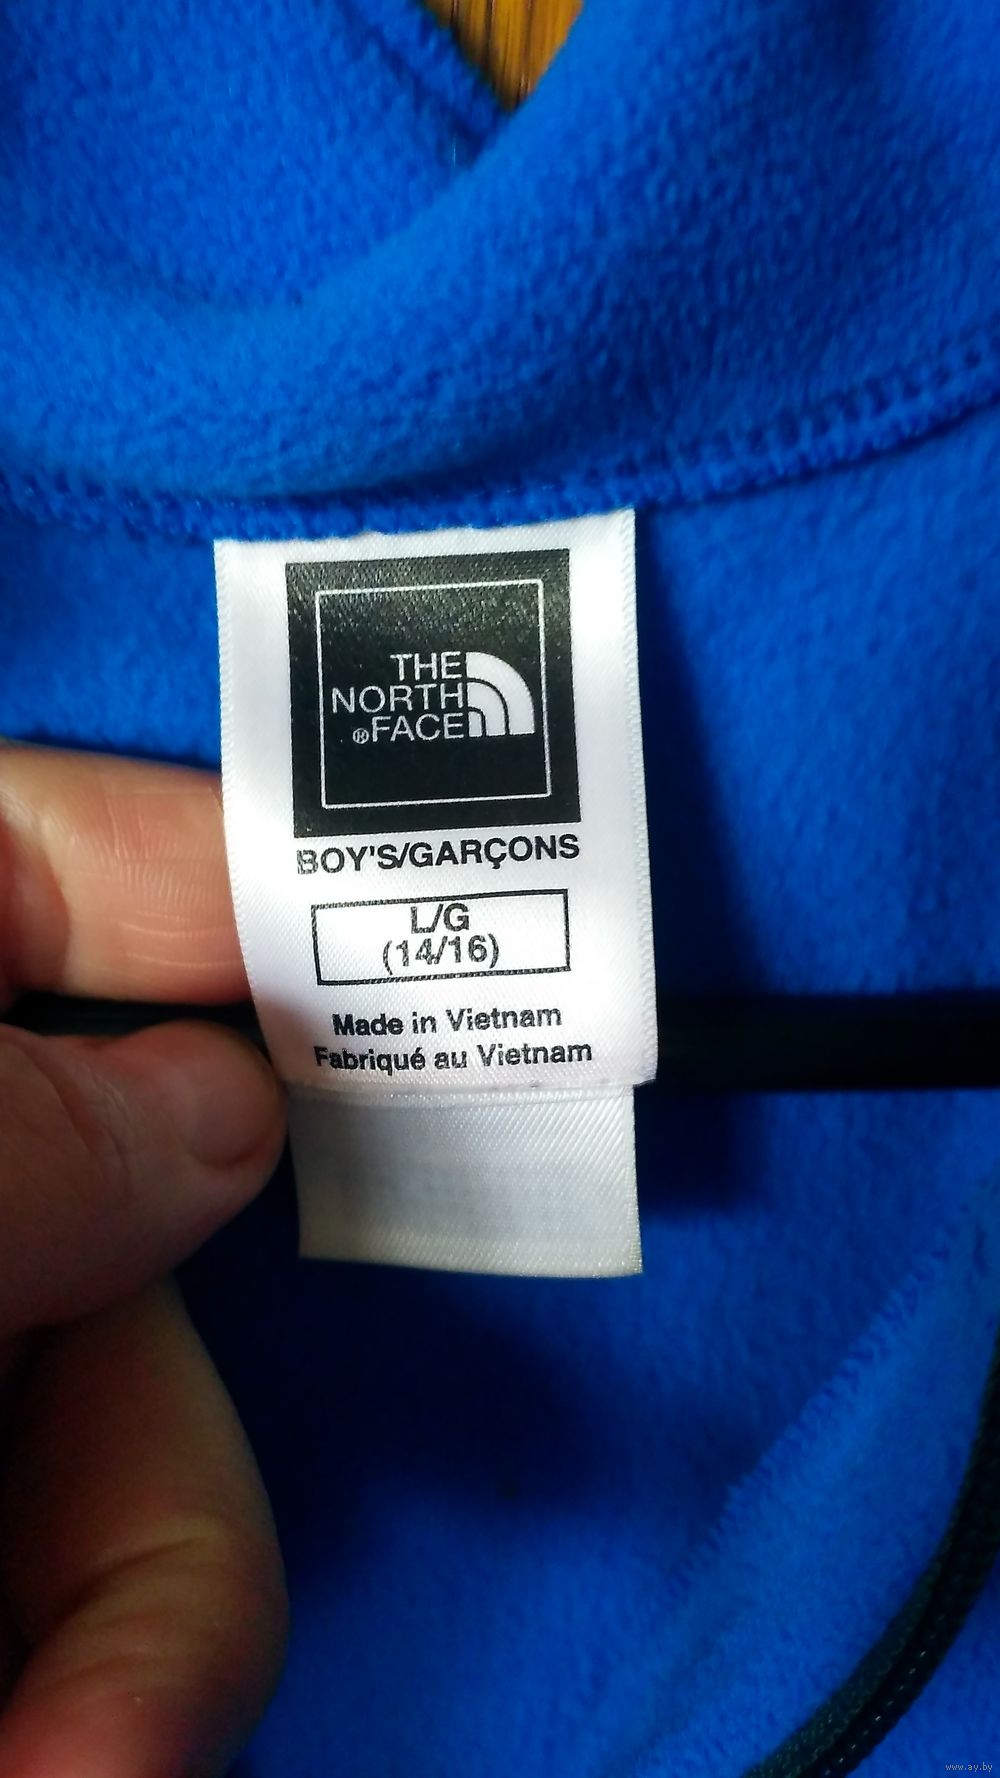 THE
NORTH
®FACE
BOY'S/GARÇONS
L/G
(14/16)
Made in Vietnam
Fabriqué au Vietnam
www.ay.by